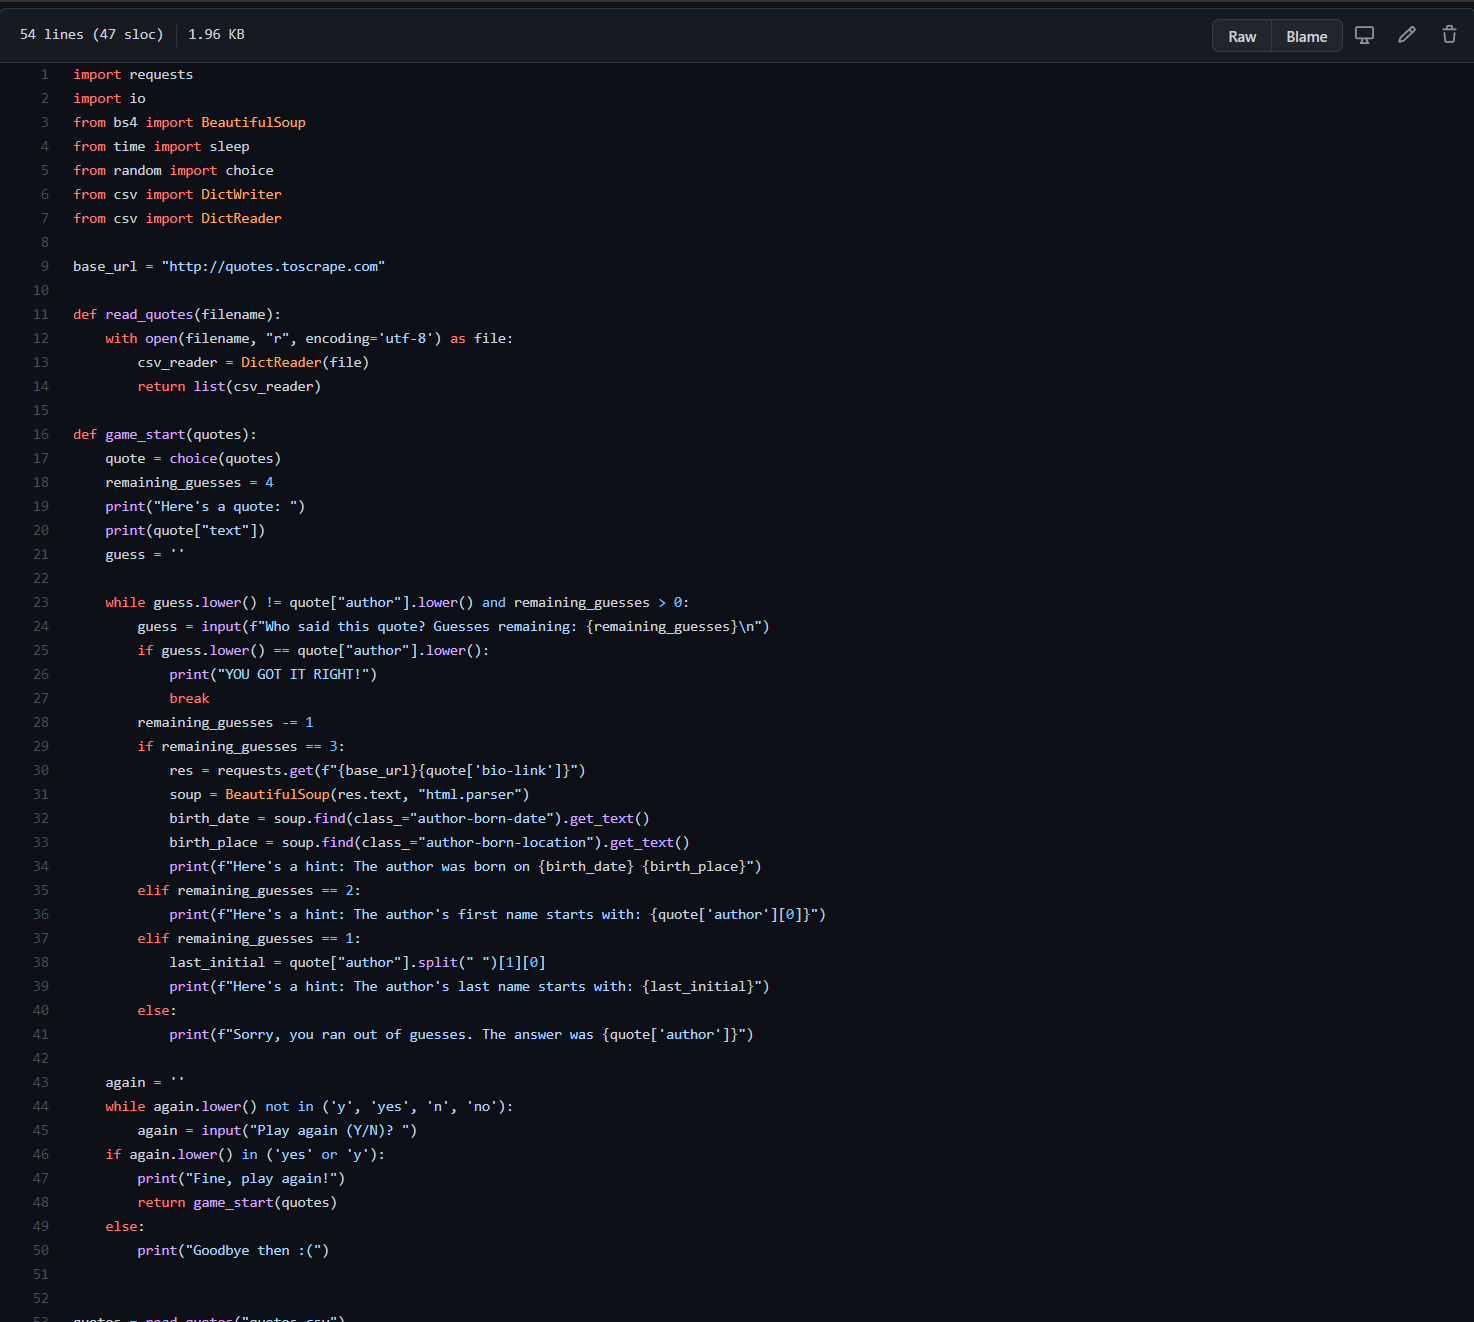 54 lines (47 sloc) 1.96 KB Raw Blame
1 import requests
2 import io
3 from bs4 import BeautifulSoup
4 from time import sleep
5 from random import choice
6 from csv import DictWriter
7 from csv import DictReader
8
9 base_url = "http://quotes.toscrape.com"
10
11 def read_quotes(filename):
12     with open(filename, "r", encoding='utf-8') as file:
13         csv_reader = DictReader(file)
14         return list(csv_reader)
15
16 def game_start(quotes):
17     quote = choice(quotes)
18     remaining_guesses = 4
19     print("Here's a quote: ")
20     print(quote["text"])
21     guess = ''
22
23     while guess.lower() != quote["author"].lower() and remaining_guesses > 0:
24         guess = input(f"Who said this quote? Guesses remaining: {remaining_guesses}\n")
25         if guess.lower() == quote["author"].lower():
26             print("YOU GOT IT RIGHT!")
27             break
28         remaining_guesses -= 1
29         if remaining_guesses == 3:
30             res = requests.get(f"{base_url}{quote['bio-link']}")
31             soup = BeautifulSoup(res.text, "html.parser")
32             birth_date = soup.find(class_="author-born-date").get_text()
33             birth_place = soup.find(class_="author-born-location").get_text()
34             print(f"Here's a hint: The author was born on {birth_date} {birth_place}")
35         elif remaining_guesses == 2:
36             print(f"Here's a hint: The author's first name starts with: {quote['author'][0]}")
37         elif remaining_guesses == 1:
38             last_initial = quote["author"].split(" ")[1][0]
39             print(f"Here's a hint: The author's last name starts with: {last_initial}")
40         else:
41             print(f"Sorry, you ran out of guesses. The answer was {quote['author']}")
42
43     again = ''
44     while again.lower() not in ('y', 'yes', 'n', 'no'):
45         again = input("Play again (Y/N)? ")
46     if again.lower() in ('yes' or 'y'):
47         print("Fine, play again!")
48         return game_start(quotes)
49     else:
50         print("Goodbye then :(")
51
52
53 quotes = read_quotes("quotes.csv")